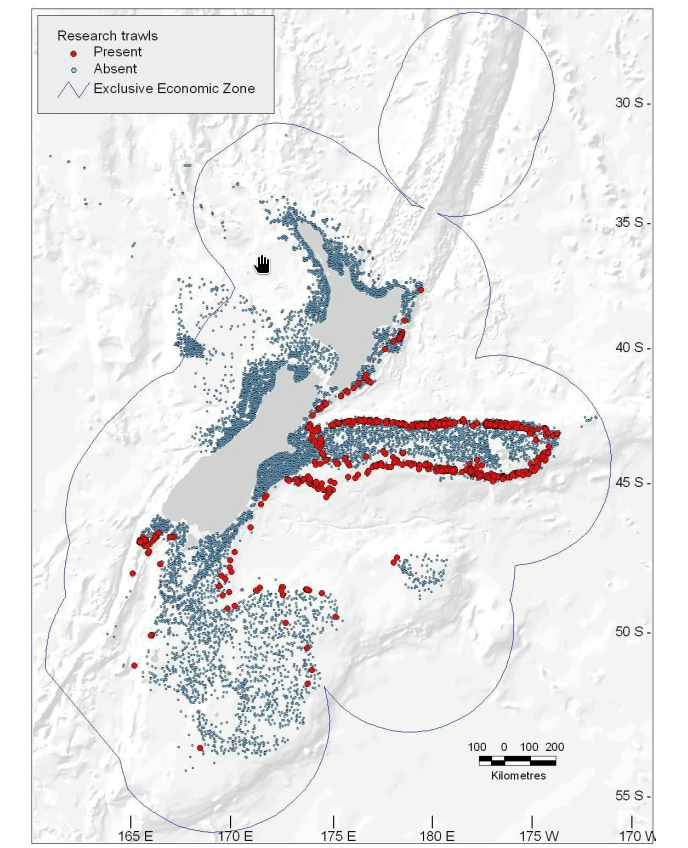 Research trawls
Present
Absent
Exclusive Economic Zone
30 S
35 S
40 S
45 S
50 S
55 S
100 0 100 200
Kilometres
165 E 170 E 175 E 180 E 175 W 170 W